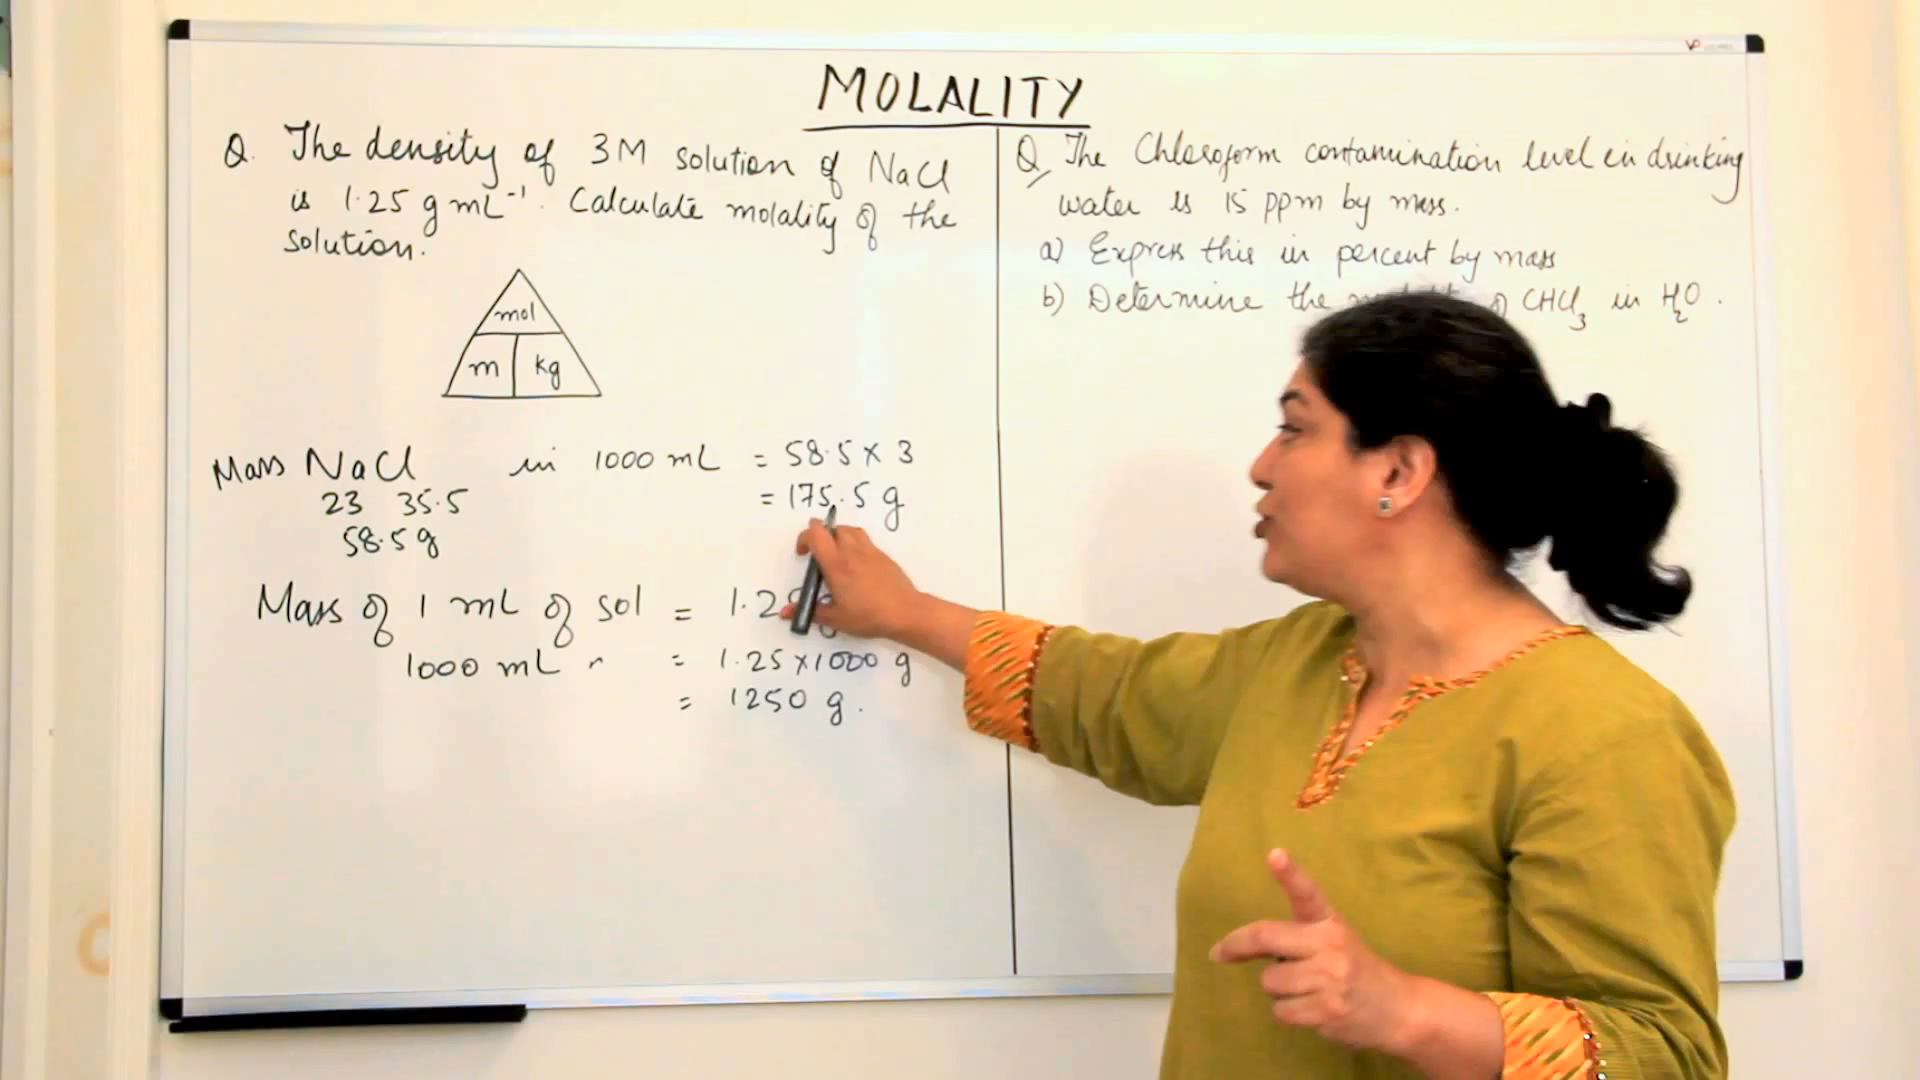 MOLALITY
Q. The density of 3M solution of NaCl
is 1.25 g mL⁻¹. Calculate molality of the
solution.
mol
m kg
Mass NaCl in 1000 mL = 58.5 x 3
23 35.5 = 175.5 g
58.5 g
Mass of 1 mL of sol = 1.2
1000 mL " = 1.25 x 1000 g
= 1250 g.
Q, The Chloroform contamination level in drinking
water is 15 ppm by mass.
a) Express this in percent by mass
b) Determine the of CHCl₃ in H₂O.